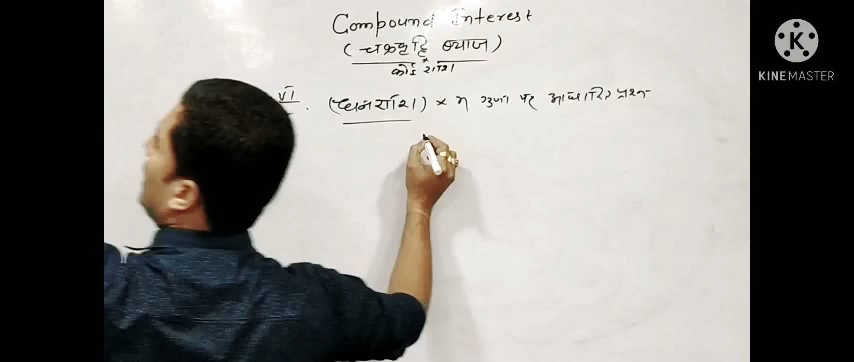 Compound Interest
(चक्रवृद्धि ब्याज)
कोई राशि
VI. (धनराशि) × n गुणा पर आधारित प्रश्न
K
KINEMASTER